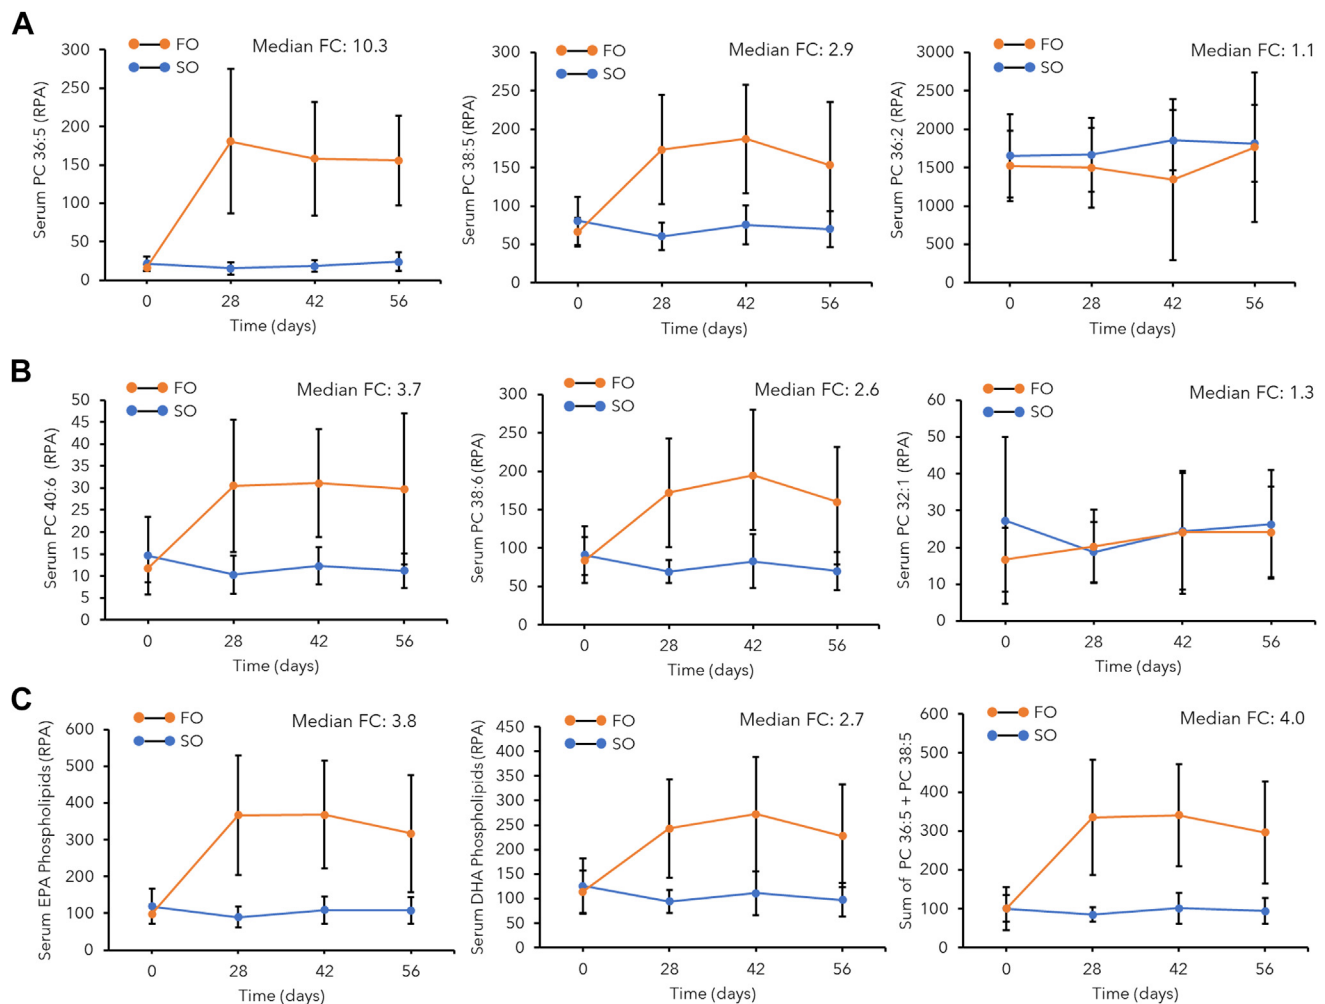 A
FO
SO
Median FC: 10.3
Serum PC 36:5 (RPA)
300
250
200
150
100
50
0
0 28 42 56
Time (days)
FO
SO
Median FC: 2.9
Serum PC 38:5 (RPA)
300
250
200
150
100
50
0
0 28 42 56
Time (days)
FO
SO
Median FC: 1.1
Serum PC 36:2 (RPA)
3000
2500
2000
1500
1000
500
0
0 28 42 56
Time (days)
B
FO
SO
Median FC: 3.7
Serum PC 40:6 (RPA)
50
45
40
35
30
25
20
15
10
5
0
0 28 42 56
Time (days)
FO
SO
Median FC: 2.6
Serum PC 38:6 (RPA)
300
250
200
150
100
50
0
0 28 42 56
Time (days)
FO
SO
Median FC: 1.3
Serum PC 32:1 (RPA)
60
50
40
30
20
10
0
0 28 42 56
Time (days)
C
FO
SO
Median FC: 3.8
Serum EPA Phospholipids (RPA)
600
500
400
300
200
100
0
0 28 42 56
Time (days)
FO
SO
Median FC: 2.7
Serum DHA Phospholipids (RPA)
450
400
350
300
250
200
150
100
50
0
0 28 42 56
Time (days)
FO
SO
Median FC: 4.0
Sum of PC 36:5 + PC 38:5
600
500
400
300
200
100
0
0 28 42 56
Time (days)